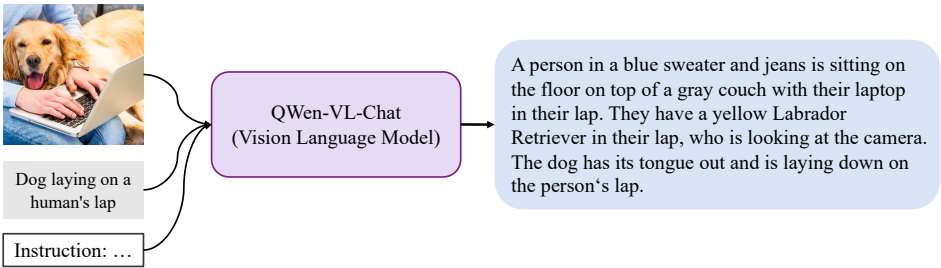 Dog laying on a
human's lap
Instruction: …
QWen-VL-Chat
(Vision Language Model)
A person in a blue sweater and jeans is sitting on
the floor on top of a gray couch with their laptop
in their lap. They have a yellow Labrador
Retriever in their lap, who is looking at the camera.
The dog has its tongue out and is laying down on
the person‘s lap.